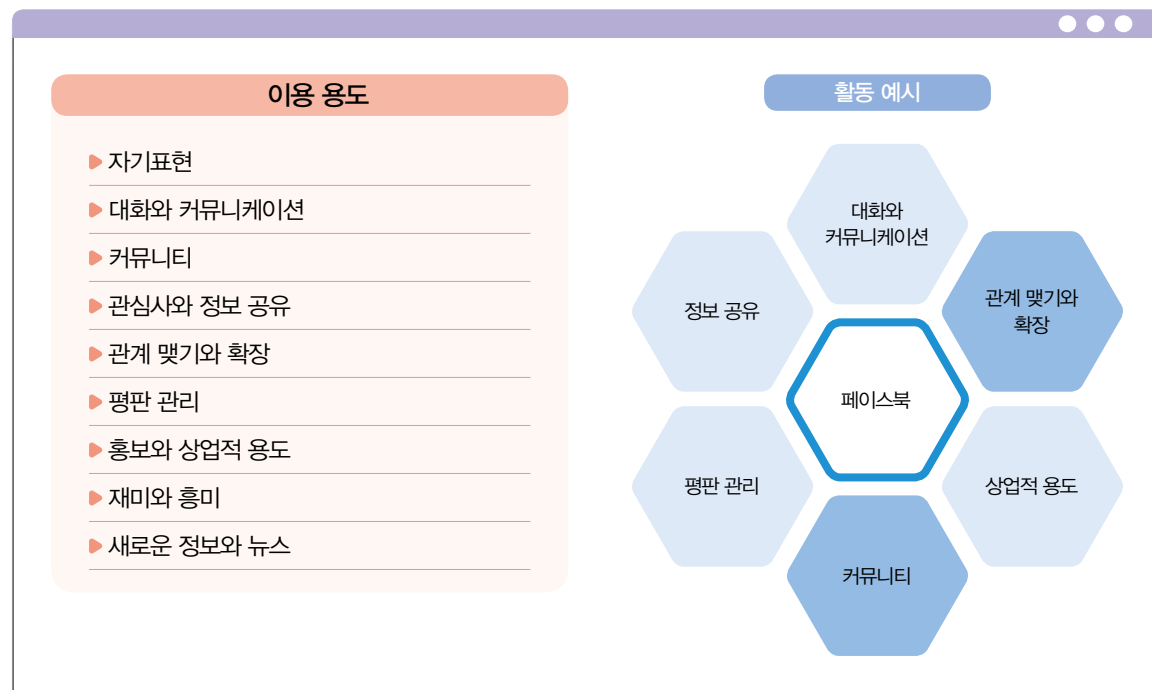 이용 용도
자기표현
대화와 커뮤니케이션
커뮤니티
관심사와 정보 공유
관계 맺기와 확장
평판 관리
홍보와 상업적 용도
재미와 흥미
새로운 정보와 뉴스
활동 예시
대화와
커뮤니케이션
정보 공유
관계 맺기와
확장
페이스북
평판 관리
상업적 용도
커뮤니티